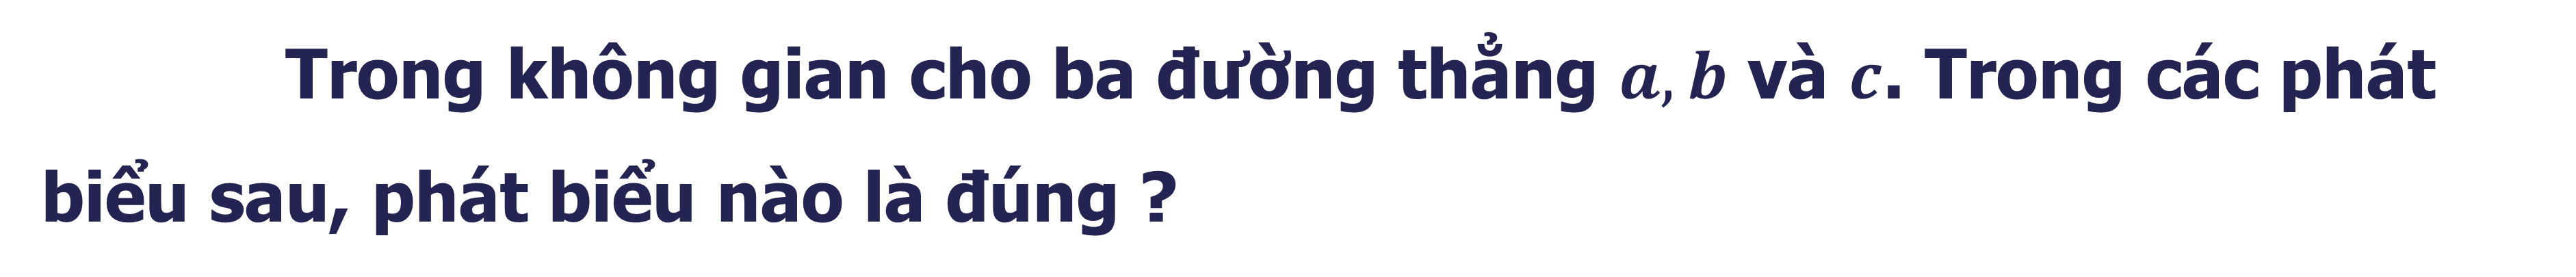 Trong không gian cho ba đường thẳng a, b và c. Trong các phát
biểu sau, phát biểu nào là đúng ?